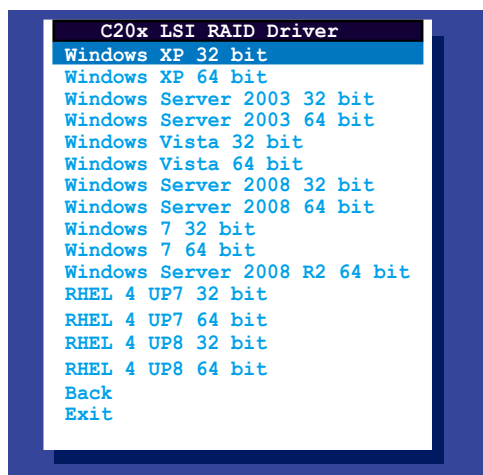 C20x LSI RAID Driver
Windows XP 32 bit
Windows XP 64 bit
Windows Server 2003 32 bit
Windows Server 2003 64 bit
Windows Vista 32 bit
Windows Vista 64 bit
Windows Server 2008 32 bit
Windows Server 2008 64 bit
Windows 7 32 bit
Windows 7 64 bit
Windows Server 2008 R2 64 bit
RHEL 4 UP7 32 bit
RHEL 4 UP7 64 bit
RHEL 4 UP8 32 bit
RHEL 4 UP8 64 bit
Back
Exit